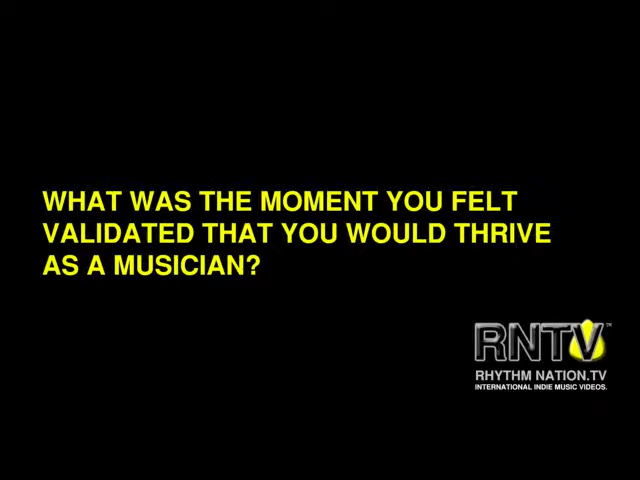 WHAT WAS THE MOMENT YOU FELT
VALIDATED THAT YOU WOULD THRIVE
AS A MUSICIAN?
RNTV™
RHYTHM NATION.TV
INTERNATIONAL INDIE MUSIC VIDEOS.